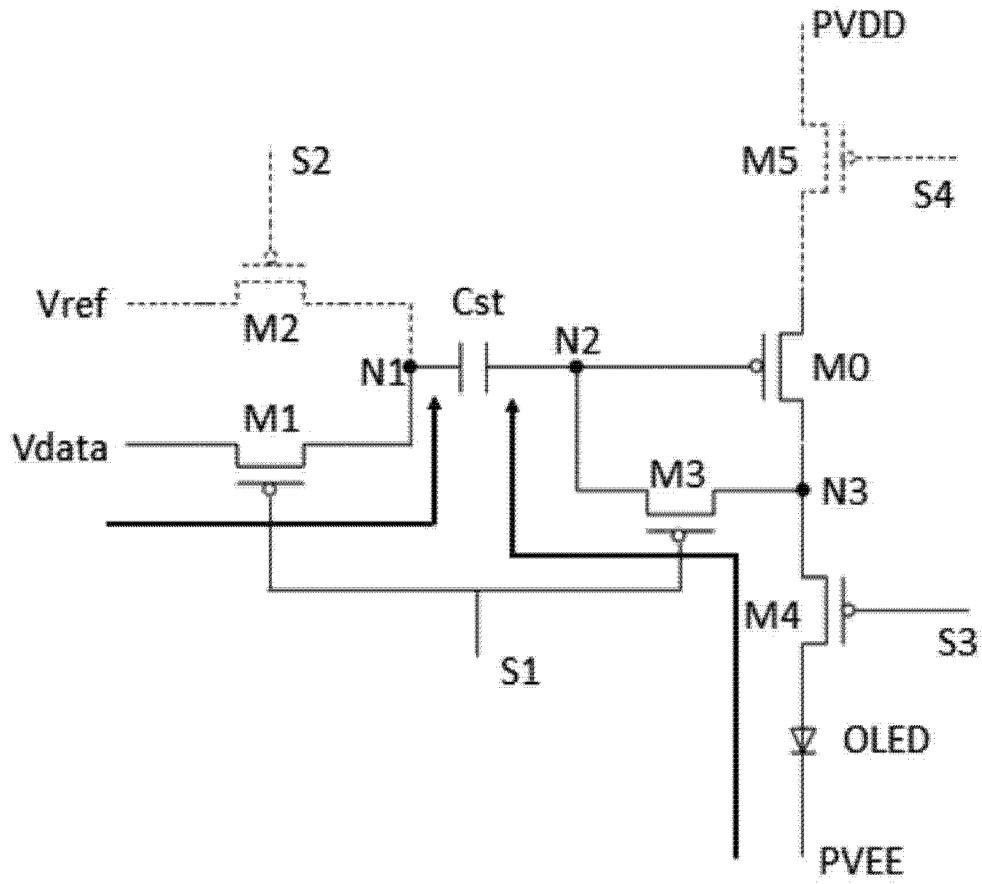 PVDD
S2
M5
S4
Vref
M2
Cst
N2
N1
M0
M1
Vdata
M3
N3
M4
S3
S1
OLED
PVEE